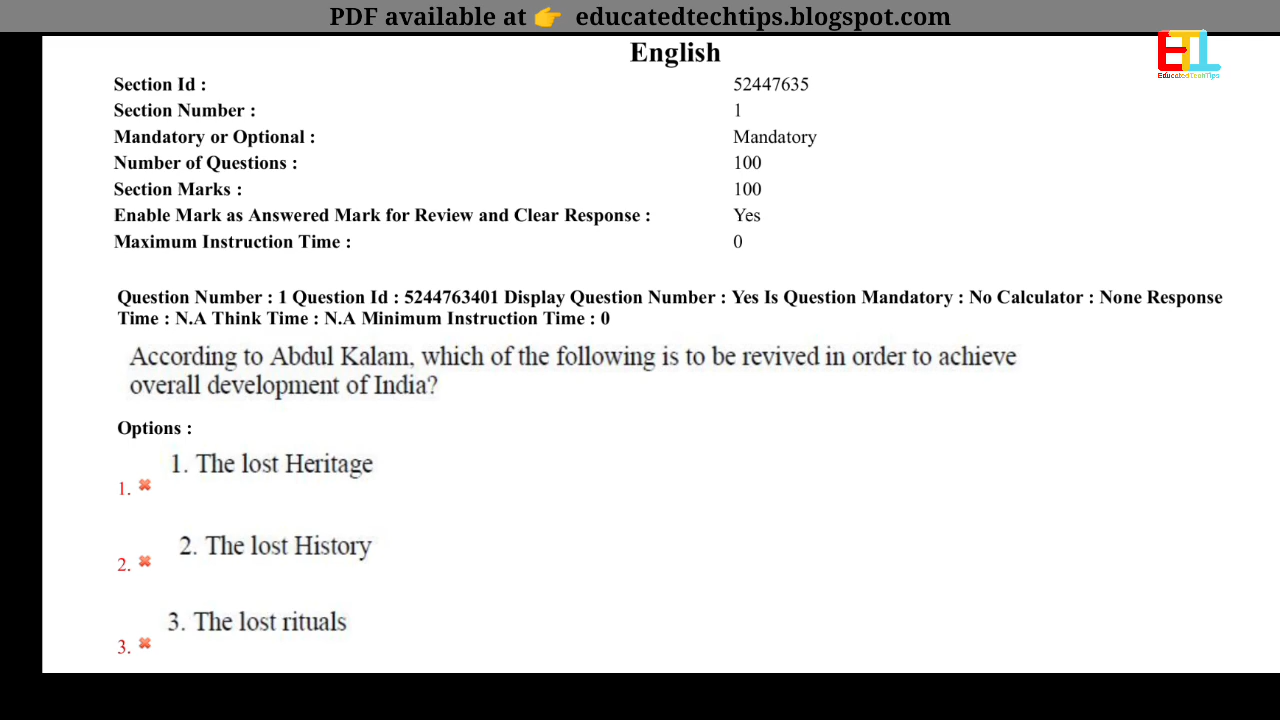 PDF available at 👉 educatedtechtips.blogspot.com
ETL
EducatedTechTips
English
Section Id : 52447635
Section Number : 1
Mandatory or Optional : Mandatory
Number of Questions : 100
Section Marks : 100
Enable Mark as Answered Mark for Review and Clear Response : Yes
Maximum Instruction Time : 0
Question Number : 1 Question Id : 5244763401 Display Question Number : Yes Is Question Mandatory : No Calculator : None Response
Time : N.A Think Time : N.A Minimum Instruction Time : 0
According to Abdul Kalam, which of the following is to be revived in order to achieve
overall development of India?
Options :
1. The lost Heritage
1. ✖
2. The lost History
2. ✖
3. The lost rituals
3. ✖